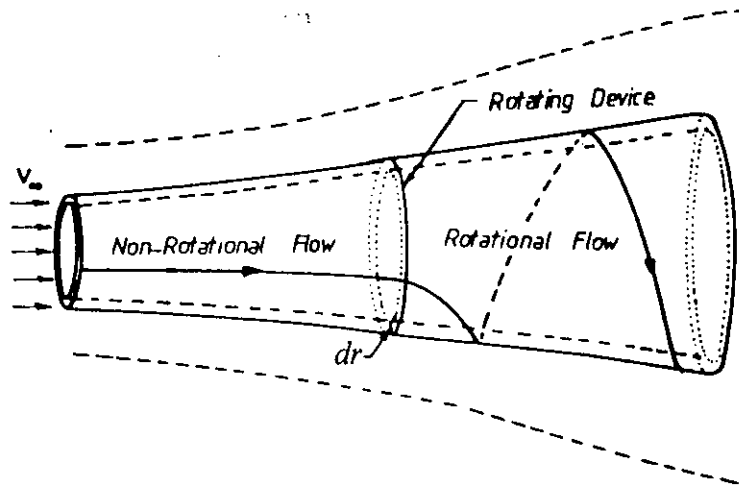 Rotating Device
V∞
Non-Rotational Flow
Rotational Flow
dr